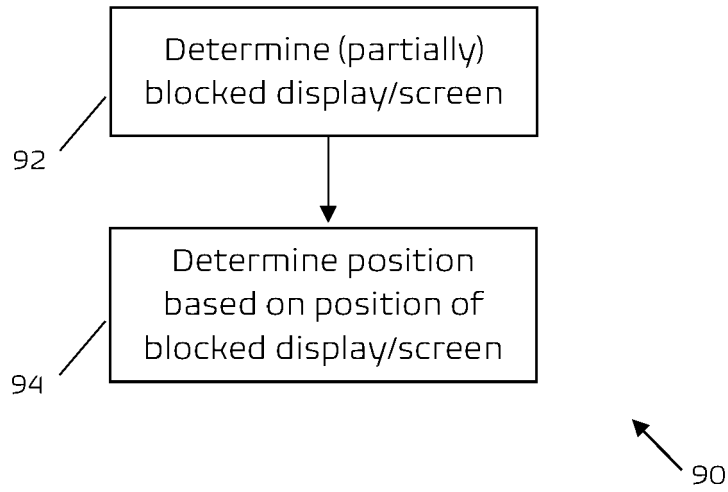 Determine (partially)
blocked display/screen
92
Determine position
based on position of
blocked display/screen
94
90